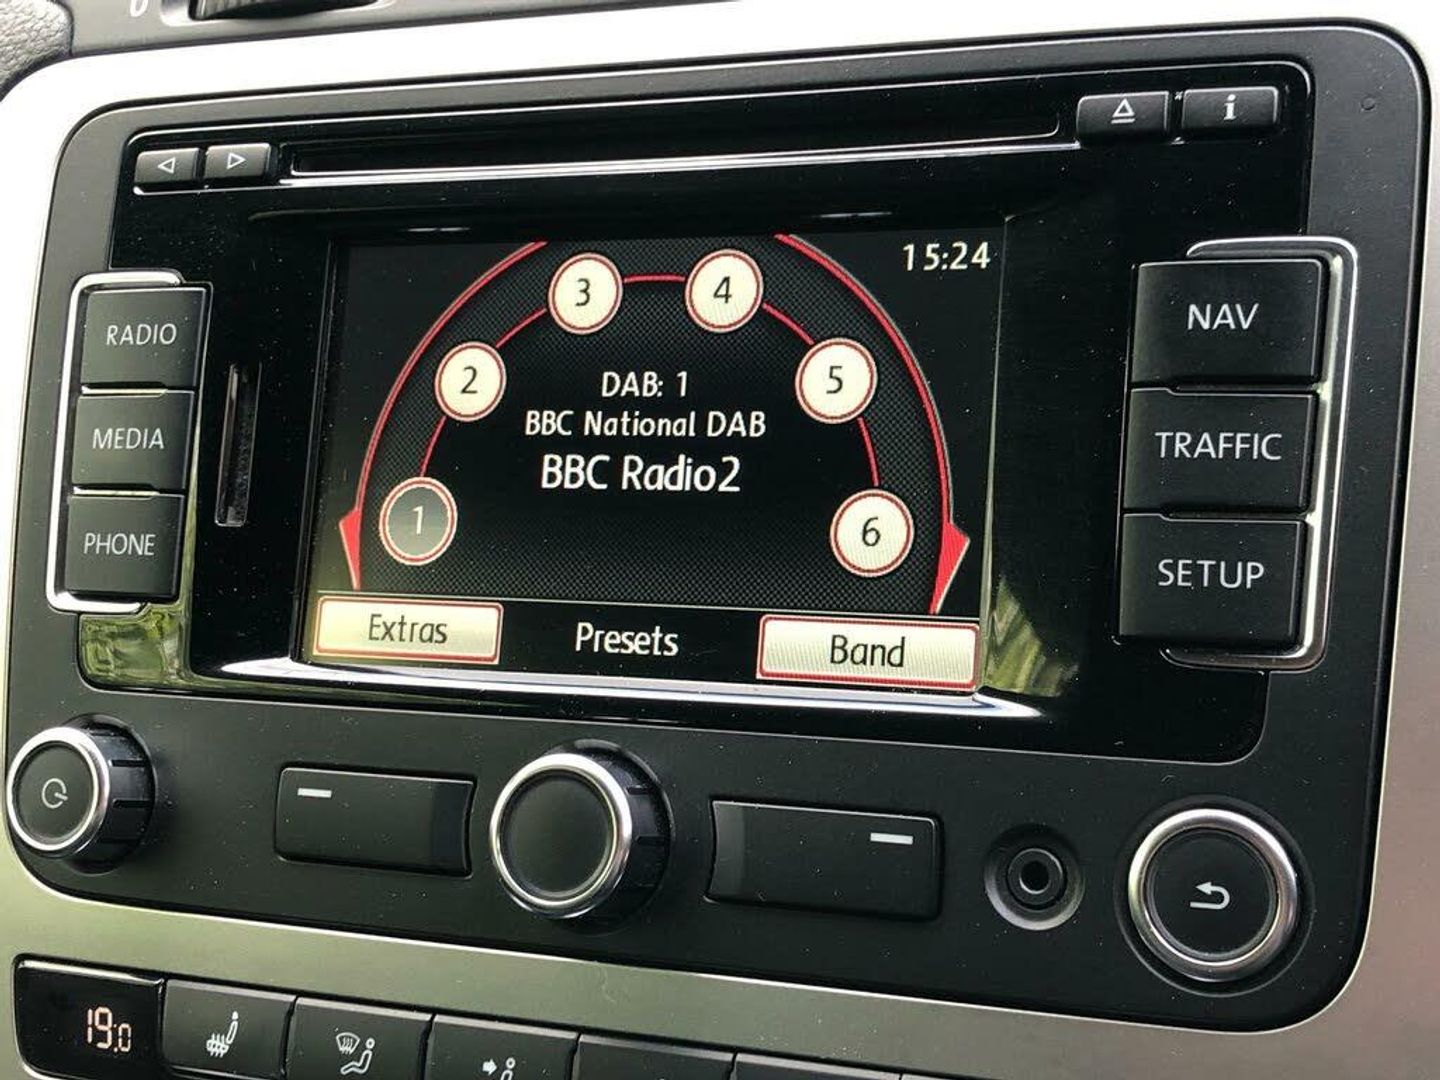 i
15:24
3
4
2
5
1
6
DAB: 1
BBC National DAB
BBC Radio2
RADIO
MEDIA
PHONE
NAV
TRAFFIC
SETUP
Extras
Presets
Band
19.0